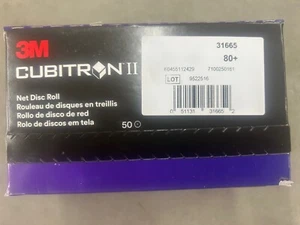 3M
CUBITRON II
Net Disc Roll
Rouleau de disques en treillis
Rollo de disco de red
Rolo de discos em tela
50
31665
80+
LOT